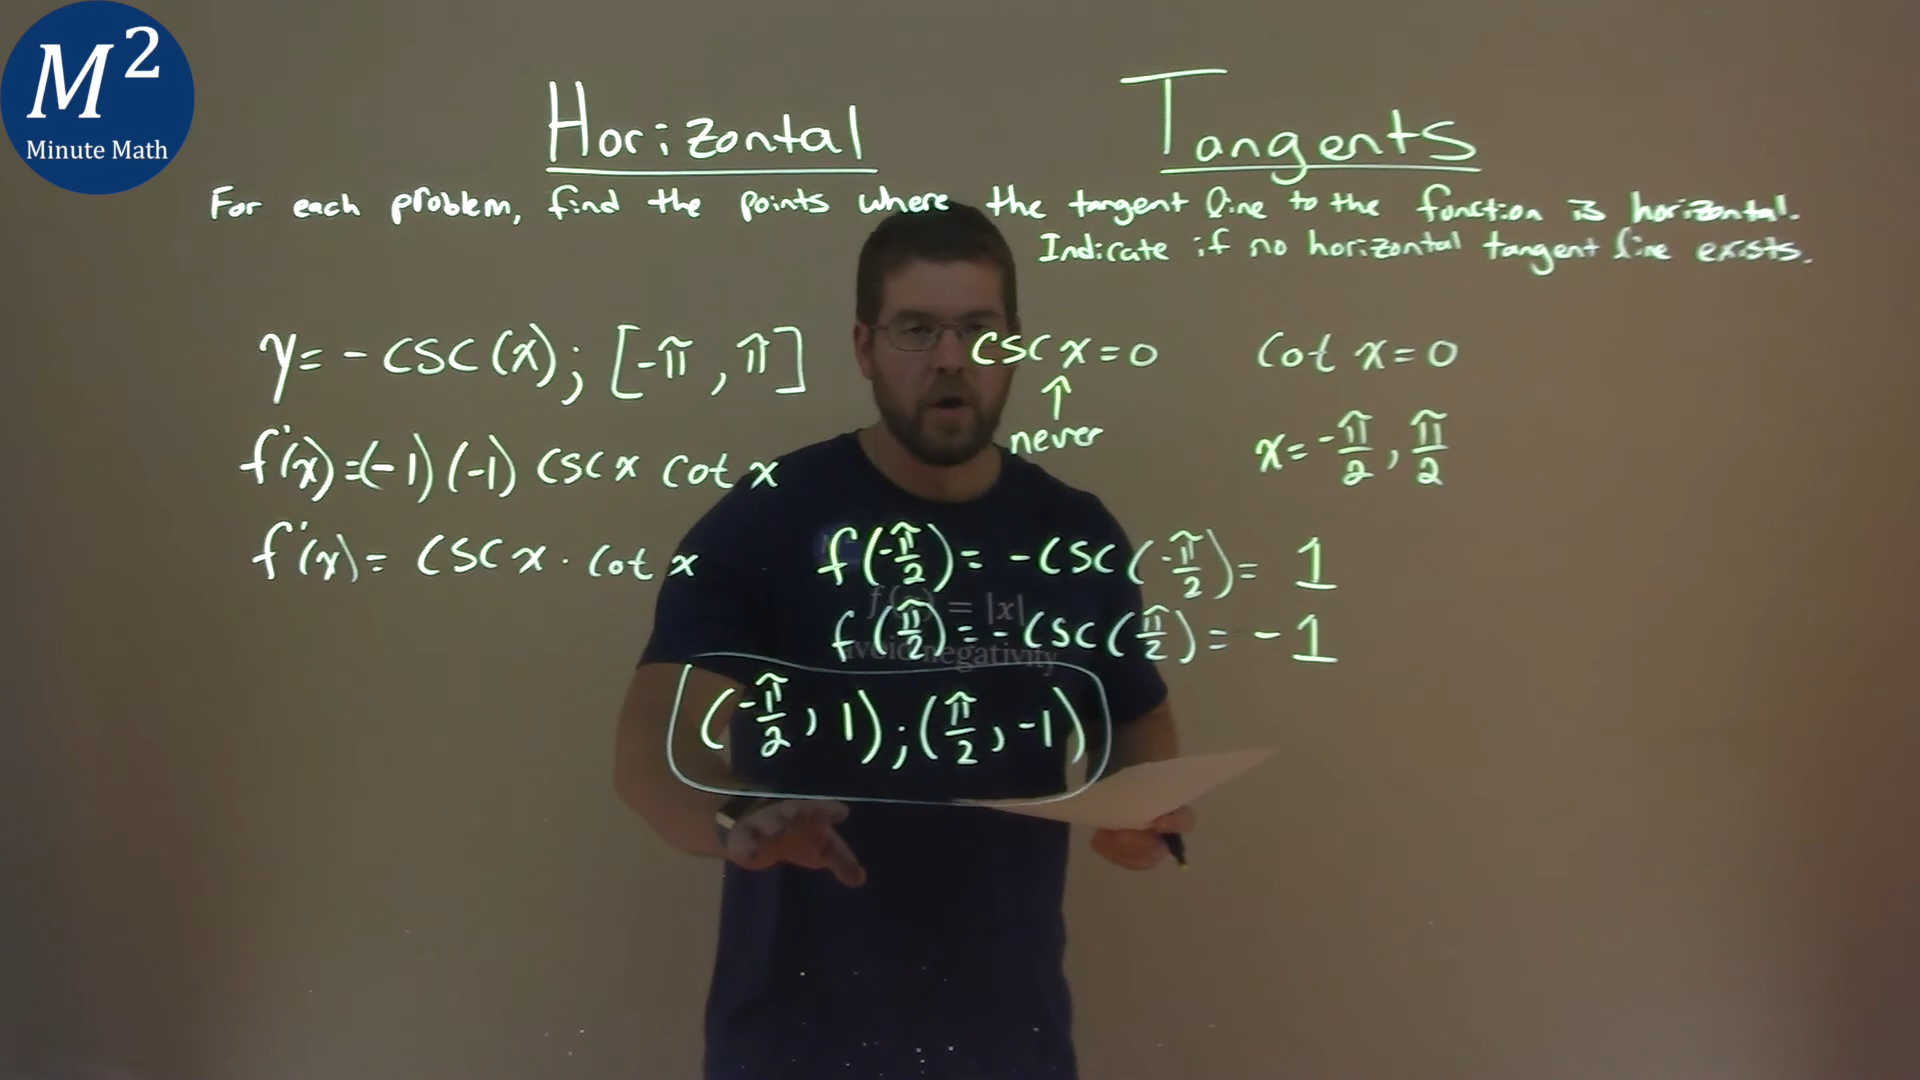 M²
Minute Math
Horizontal Tangents
For each problem, find the points where the tangent line to the function is horizontal.
Indicate if no horizontal tangent line exists.
y = -csc(x); [-π, π]
f'(x) = (-1)(-1) csc x cot x
f'(x) = csc x · cot x
csc x = 0
↑
never
cot x = 0
x = -π/2, π/2
f(-π/2) = -csc(-π/2) = 1
f(π/2) = -csc(π/2) = -1
(-π/2, 1); (π/2, -1)
= |x|
avoid negativity